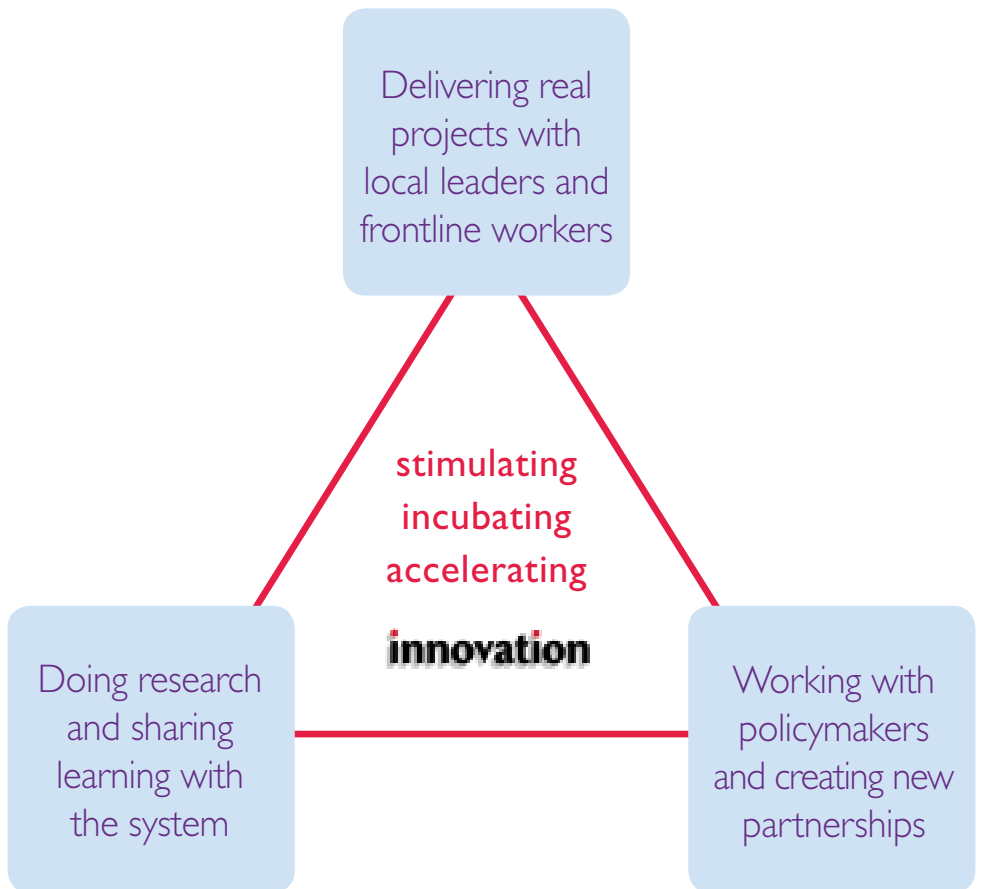 Delivering real
projects with
local leaders and
frontline workers
stimulating
incubating
accelerating
innovation
Doing research
and sharing
learning with
the system
Working with
policymakers
and creating new
partnerships